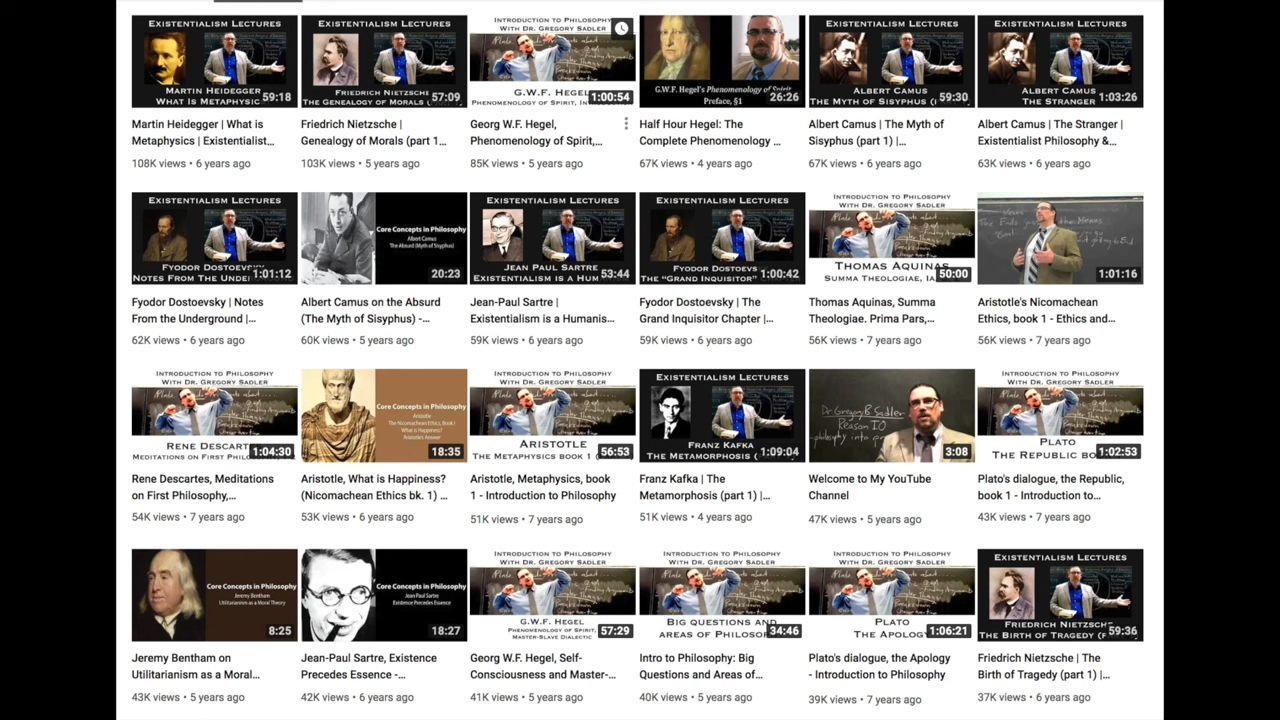 EXISTENTIALISM LECTURES
MARTIN HEIDEGGER
WHAT IS METAPHYSIC
59:18
EXISTENTIALISM LECTURES
FRIEDRICH NIETZSCHE
THE GENEALOGY OF MORALS (
57:09
INTRODUCTION TO PHILOSOPHY
WITH DR. GREGORY SADLER
G.W.F. HEGEL
PHENOMENOLOGY OF SPIRIT,
1:00:54
G.W.F. HEGEL's Phenomenology of Spirit
Preface, §1
26:26
EXISTENTIALISM LECTURES
ALBERT CAMUS
THE MYTH OF SISYPHUS (
59:30
EXISTENTIALISM LECTURES
ALBERT CAMUS
THE STRANGER
1:03:26
Martin Heidegger | What is
Metaphysics | Existentialist...
108K views • 6 years ago
Friedrich Nietzsche |
Genealogy of Morals (part 1...
103K views • 5 years ago
Georg W.F. Hegel,
Phenomenology of Spirit,...
85K views • 5 years ago
Half Hour Hegel: The
Complete Phenomenology ...
67K views • 4 years ago
Albert Camus | The Myth of
Sisyphus (part 1) |...
67K views • 6 years ago
Albert Camus | The Stranger |
Existentialist Philosophy &...
63K views • 6 years ago
EXISTENTIALISM LECTURES
FYODOR DOSTOEV
NOTES FROM THE UNDE
1:01:12
Core Concepts in Philosophy
Albert Camus
The Absurd (Myth of Sisyphus)
20:23
EXISTENTIALISM LECTURES
JEAN PAUL SARTRE
EXISTENTIALISM IS A HUM
53:44
EXISTENTIALISM LECTURES
FYODOR DOSTOEVS
THE "GRAND INQUISITOR"
1:00:42
INTRODUCTION TO PHILOSOPHY
WITH DR. GREGORY SADLER
THOMAS AQUINAS
SUMMA THEOLOGIAE, IA
50:00
1:01:16
Fyodor Dostoevsky | Notes
From the Underground |...
62K views • 6 years ago
Albert Camus on the Absurd
(The Myth of Sisyphus) -...
60K views • 5 years ago
Jean-Paul Sartre |
Existentialism is a Humanis...
59K views • 6 years ago
Fyodor Dostoevsky | The
Grand Inquisitor Chapter |...
59K views • 6 years ago
Thomas Aquinas, Summa
Theologiae. Prima Pars,...
56K views • 7 years ago
Aristotle's Nicomachean
Ethics, book 1 - Ethics and...
56K views • 7 years ago
INTRODUCTION TO PHILOSOPHY
WITH DR. GREGORY SADLER
RENE DESCART
MEDITATIONS ON FIRST PHILO
1:04:30
Core Concepts in Philosophy
Aristotle
The Nicomachean Ethics, Book I
What is Happiness?
Aristotle's Answer
18:35
INTRODUCTION TO PHILOSOPHY
WITH DR. GREGORY SADLER
ARISTOTLE
THE METAPHYSICS BOOK 1 (
56:53
EXISTENTIALISM LECTURES
FRANZ KAFKA
THE METAMORPHOSIS (
1:09:04
Dr Gregory B Sadler
Reason IO
philosophy into pr
3:08
INTRODUCTION TO PHILOSOPHY
WITH DR. GREGORY SADLER
PLATO
THE REPUBLIC BO
1:02:53
Rene Descartes, Meditations
on First Philosophy,...
54K views • 7 years ago
Aristotle, What is Happiness?
(Nicomachean Ethics bk. 1) ...
53K views • 6 years ago
Aristotle, Metaphysics, book
1 - Introduction to Philosophy
51K views • 7 years ago
Franz Kafka | The
Metamorphosis (part 1) |...
51K views • 4 years ago
Welcome to My YouTube
Channel
47K views • 5 years ago
Plato's dialogue, the Republic,
book 1 - Introduction to...
43K views • 7 years ago
Core Concepts in Philosophy
Jeremy Bentham
Utilitarianism as a Moral Theory
8:25
Core Concepts in Philosophy
Jean Paul Sartre
Existence Precedes Essence
18:27
INTRODUCTION TO PHILOSOPHY
WITH DR. GREGORY SADLER
G.W.F. HEGEL
PHENOMENOLOGY OF SPIRIT,
MASTER-SLAVE DIALECTIC
57:29
INTRODUCTION TO PHILOSOPHY
WITH DR. GREGORY SADLER
BIG QUESTIONS AND
AREAS OF PHILOSO
34:46
INTRODUCTION TO PHILOSOPHY
WITH DR. GREGORY SADLER
PLATO
THE APOLOGY
1:06:21
EXISTENTIALISM LECTURES
FRIEDRICH NIETZSCHE
THE BIRTH OF TRAGEDY (
59:36
Jeremy Bentham on
Utilitarianism as a Moral...
43K views • 5 years ago
Jean-Paul Sartre, Existence
Precedes Essence -...
42K views • 6 years ago
Georg W.F. Hegel, Self-
Consciousness and Master-...
41K views • 5 years ago
Intro to Philosophy: Big
Questions and Areas of...
40K views • 5 years ago
Plato's dialogue, the Apology
- Introduction to Philosophy
39K views • 7 years ago
Friedrich Nietzsche | The
Birth of Tragedy (part 1) |...
37K views • 6 years ago